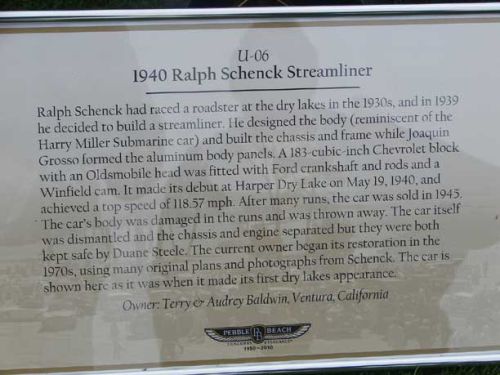 U-06
1940 Ralph Schenck Streamliner
Ralph Schenck had raced a roadster at the dry lakes in the 1930s, and in 1939
he decided to build a streamliner. He designed the body (reminiscent of the
Harry Miller Submarine car) and built the chassis and frame while Joaquin
Grosso formed the aluminum body panels. A 183-cubic-inch Chevrolet block
with an Oldsmobile head was fitted with Ford crankshaft and rods and a
Winfield cam. It made its debut at Harper Dry Lake on May 19, 1940, and
achieved a top speed of 118.57 mph. After many runs, the car was sold in 1945.
The car's body was damaged in the runs and was thrown away. The car itself
was dismantled and the chassis and engine separated but they were both
kept safe by Duane Steele. The current owner began its restoration in the
1970s, using many original plans and photographs from Schenck. The car is
shown here as it was when it made its first dry lakes appearance.
Owner: Terry & Audrey Baldwin, Ventura, California
PEBBLE BEACH
CONCOURS D'ELEGANCE
1950-2010